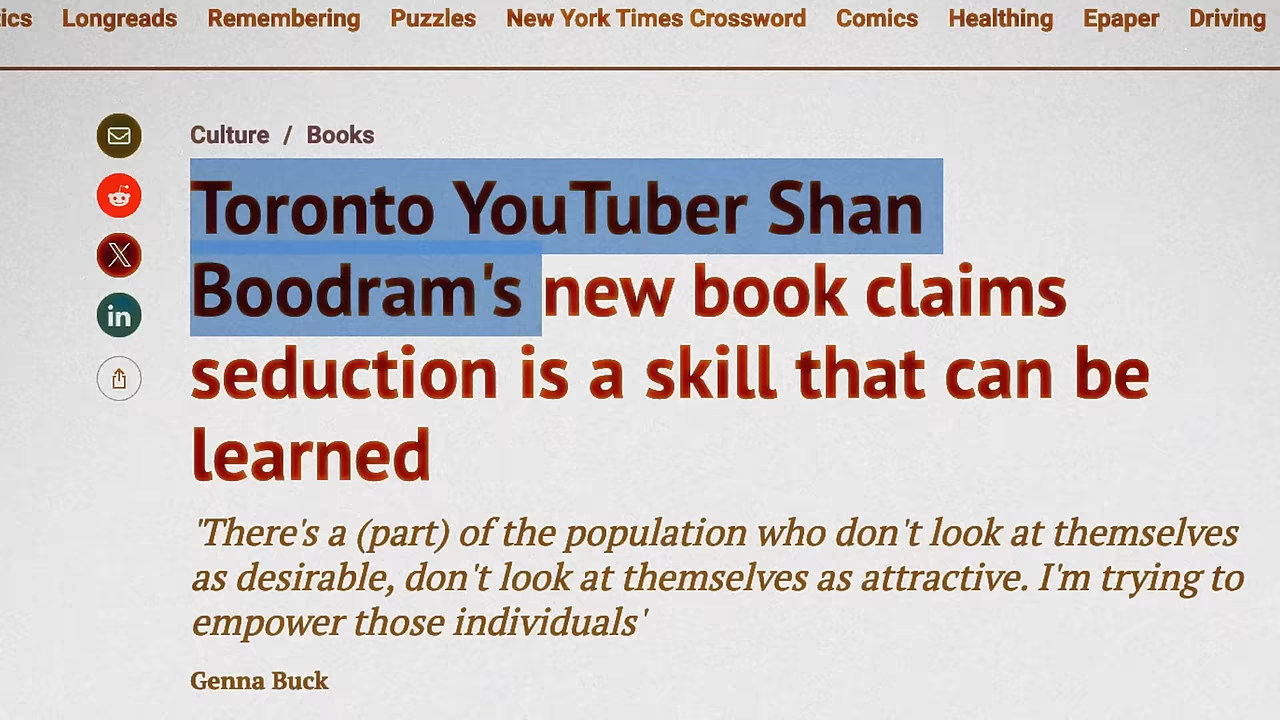 ics Longreads Remembering Puzzles New York Times Crossword Comics Healthing Epaper Driving
Culture / Books
Toronto YouTuber Shan
Boodram's new book claims
seduction is a skill that can be
learned
'There's a (part) of the population who don't look at themselves
as desirable, don't look at themselves as attractive. I'm trying to
empower those individuals'
Genna Buck